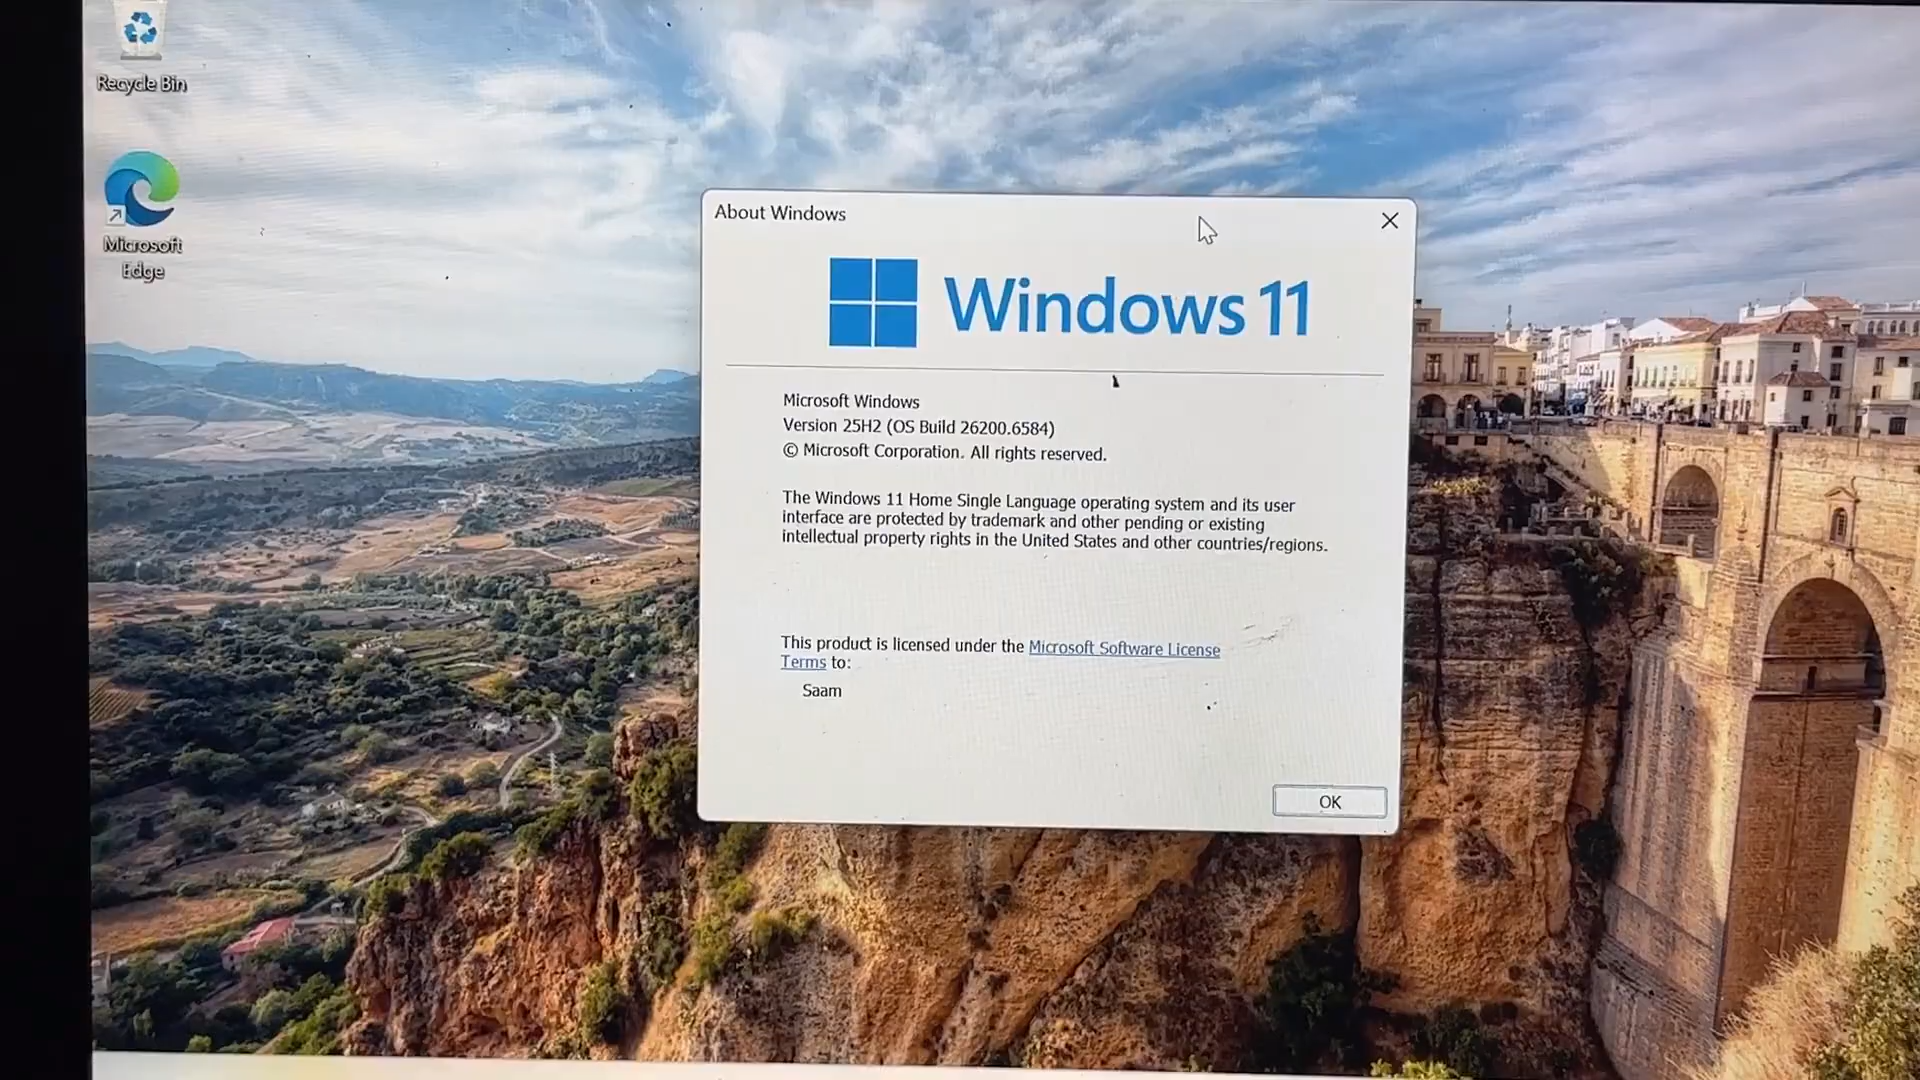 Recycle Bin
Microsoft
Edge
About Windows
Windows 11
Microsoft Windows
Version 25H2 (OS Build 26200.6584)
© Microsoft Corporation. All rights reserved.
The Windows 11 Home Single Language operating system and its user
interface are protected by trademark and other pending or existing
intellectual property rights in the United States and other countries/regions.
This product is licensed under the Microsoft Software License
Terms to:
Saam
OK